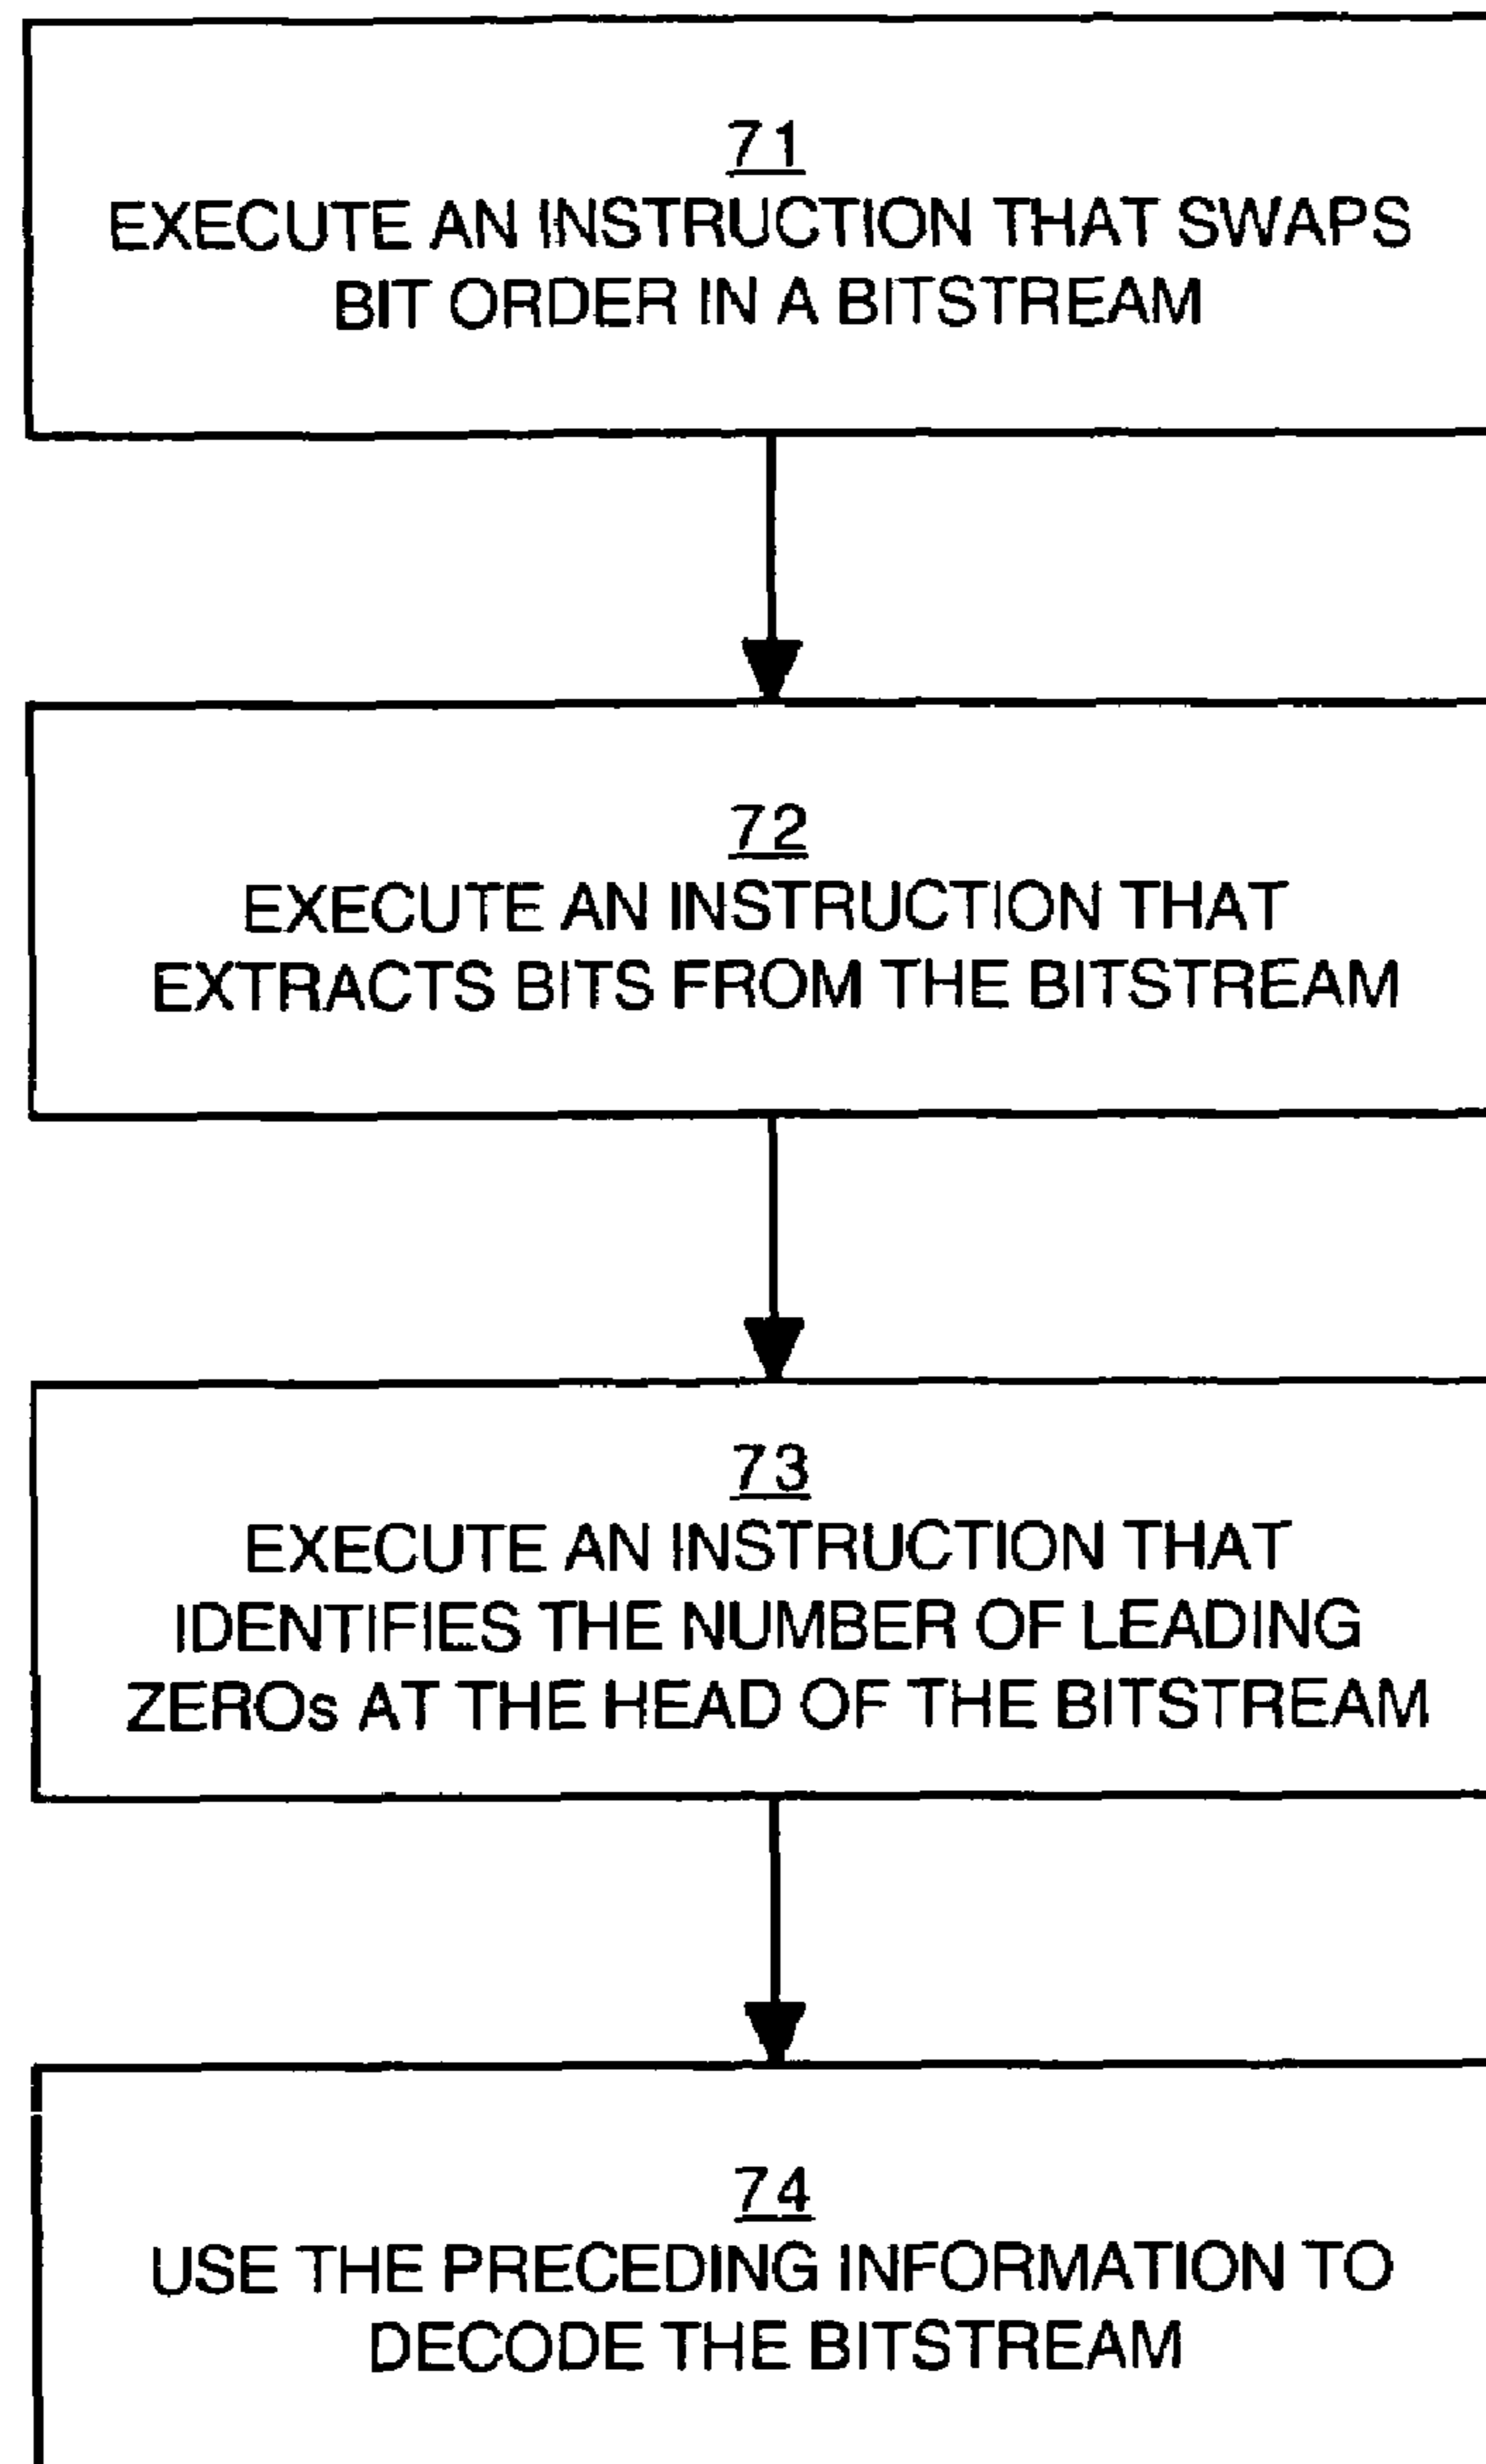 71
EXECUTE AN INSTRUCTION THAT SWAPS
BIT ORDER IN A BITSTREAM
72
EXECUTE AN INSTRUCTION THAT
EXTRACTS BITS FROM THE BITSTREAM
73
EXECUTE AN INSTRUCTION THAT
IDENTIFIES THE NUMBER OF LEADING
ZEROs AT THE HEAD OF THE BITSTREAM
74
USE THE PRECEDING INFORMATION TO
DECODE THE BITSTREAM